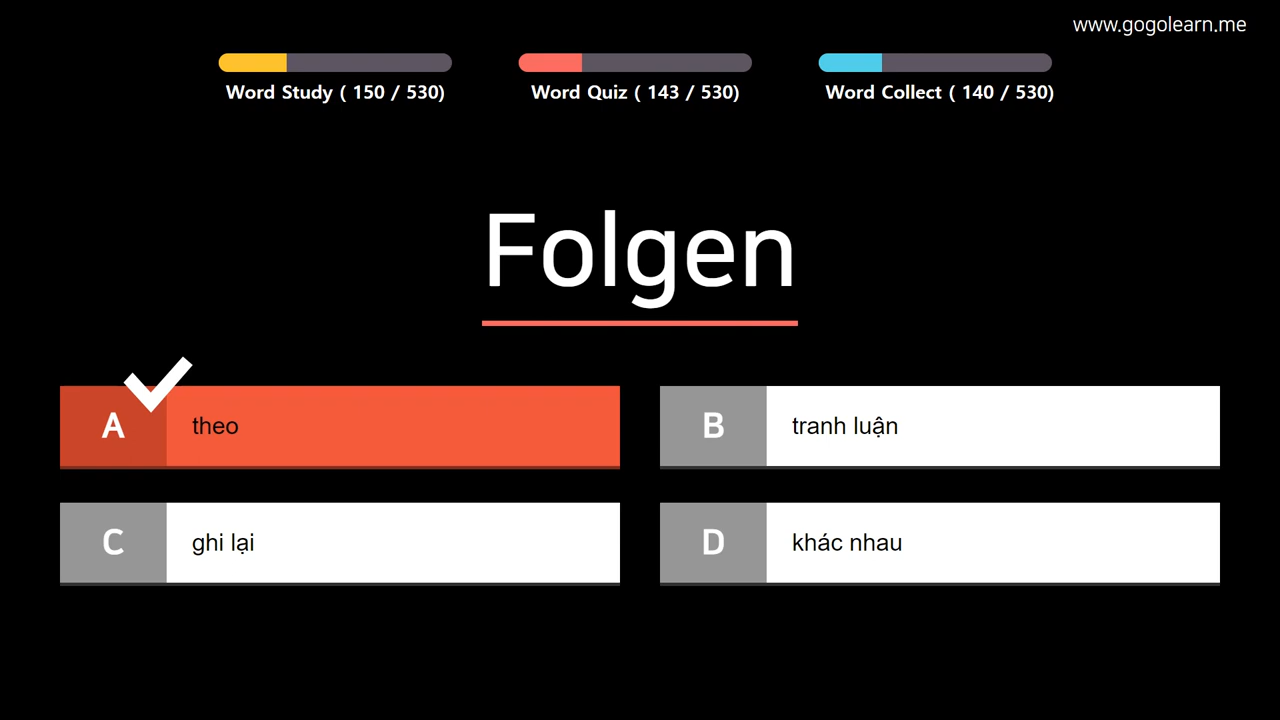 www.gogolearn.me
Word Study ( 150 / 530)
Word Quiz ( 143 / 530)
Word Collect ( 140 / 530)
Folgen
A theo
B tranh luận
C ghi lại
D khác nhau